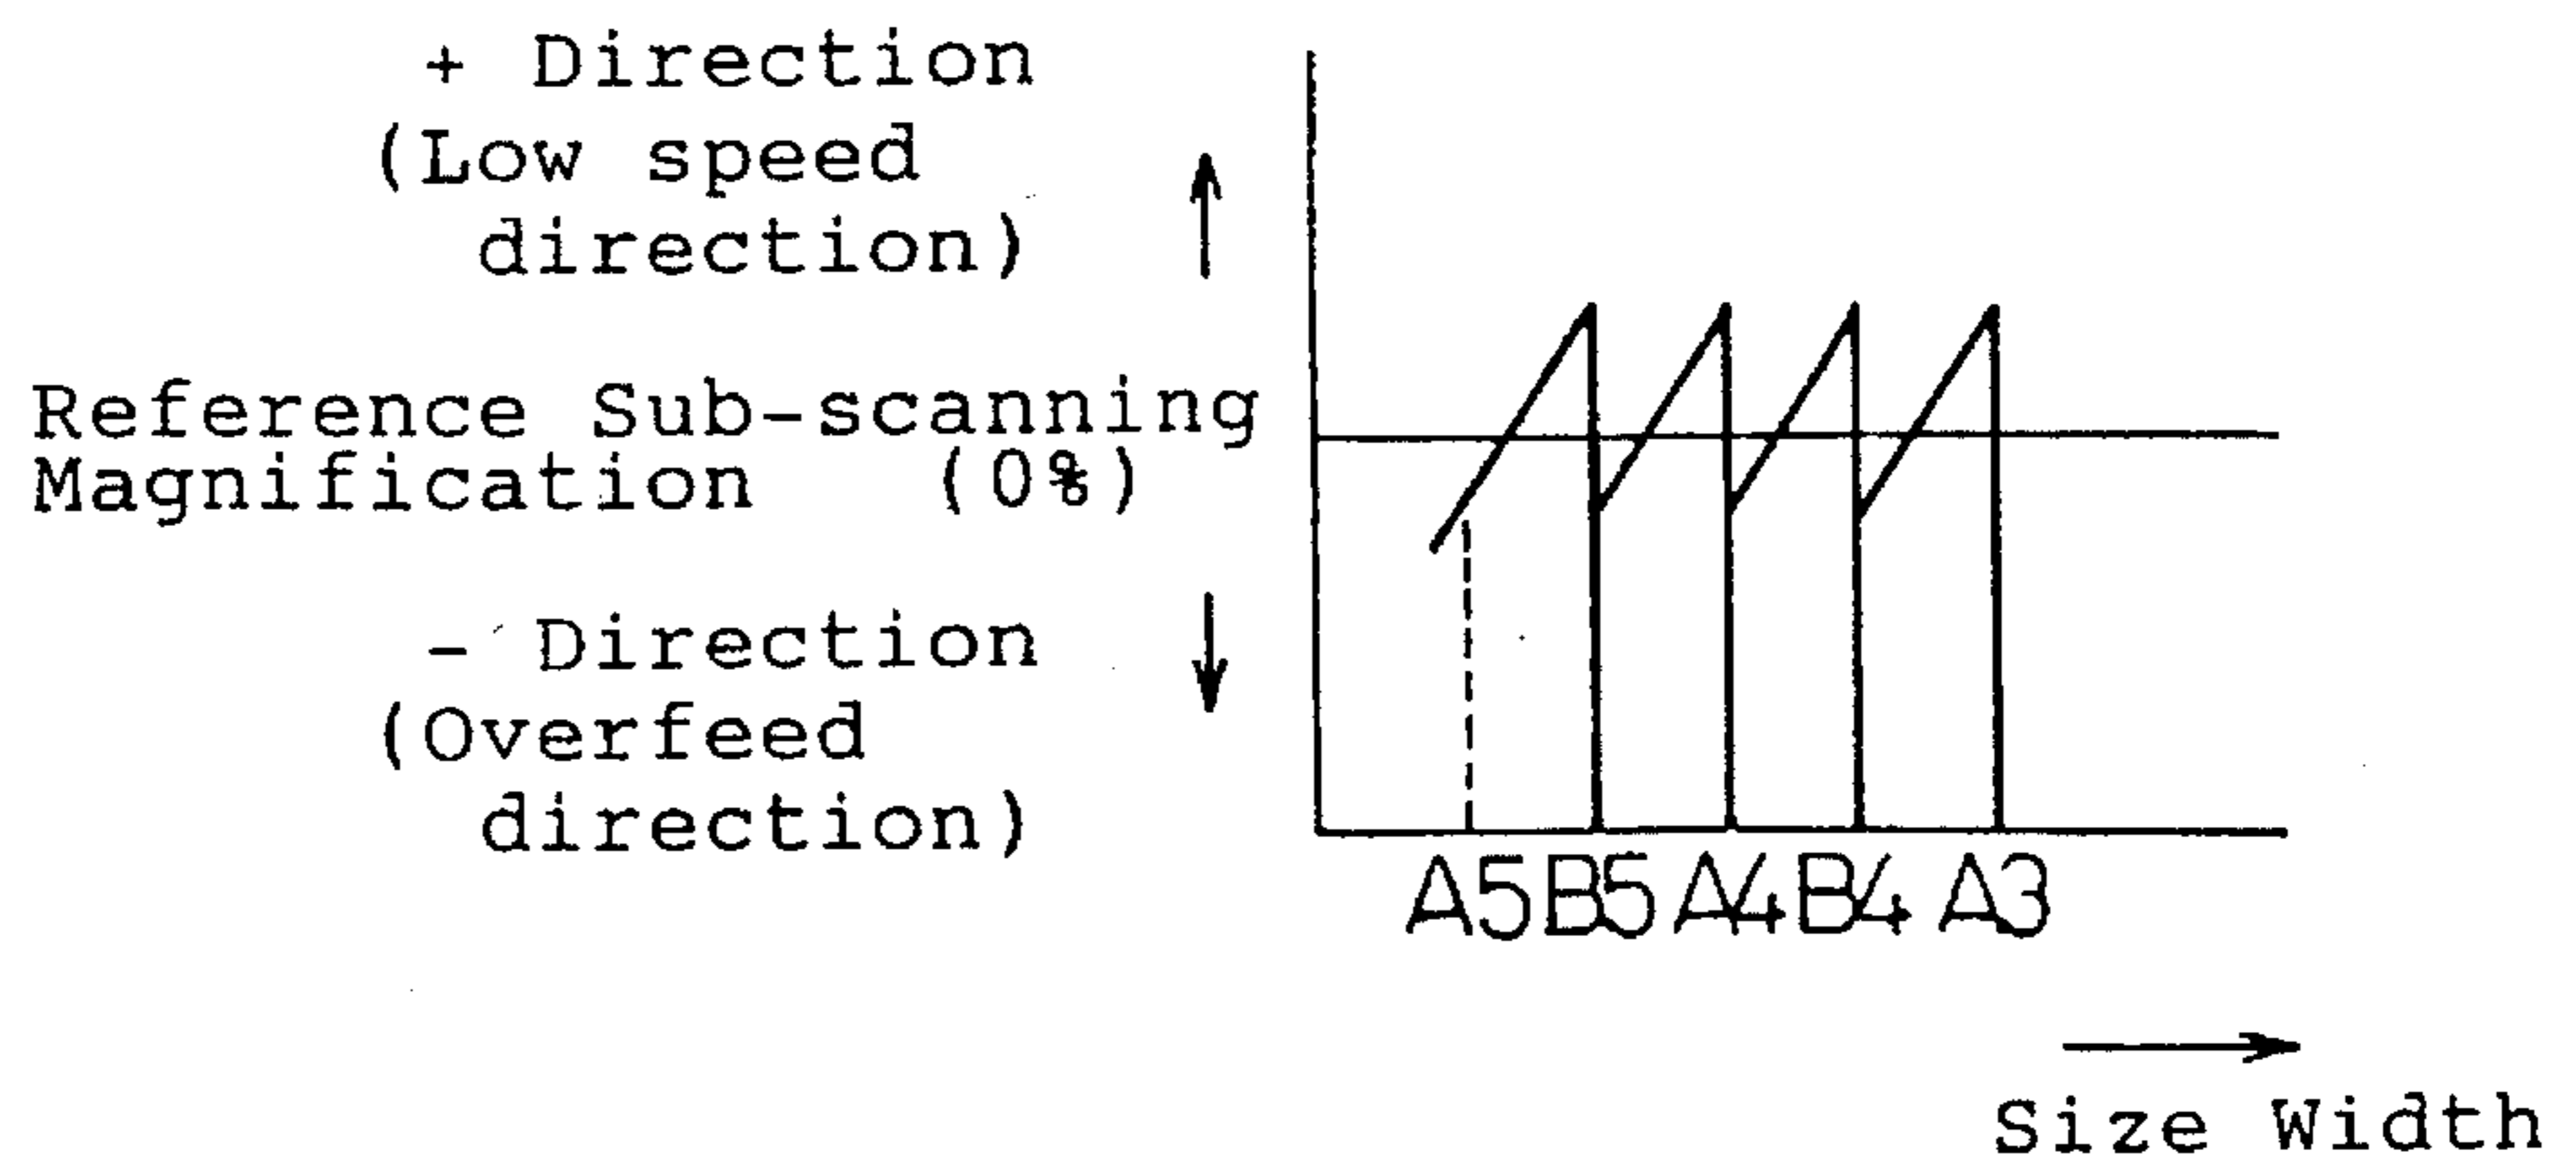 + Direction
(Low speed
direction)
Reference Sub-scanning
Magnification (0%)
- Direction
(Overfeed
direction)
A5 B5 A4 B4 A3
Size Width